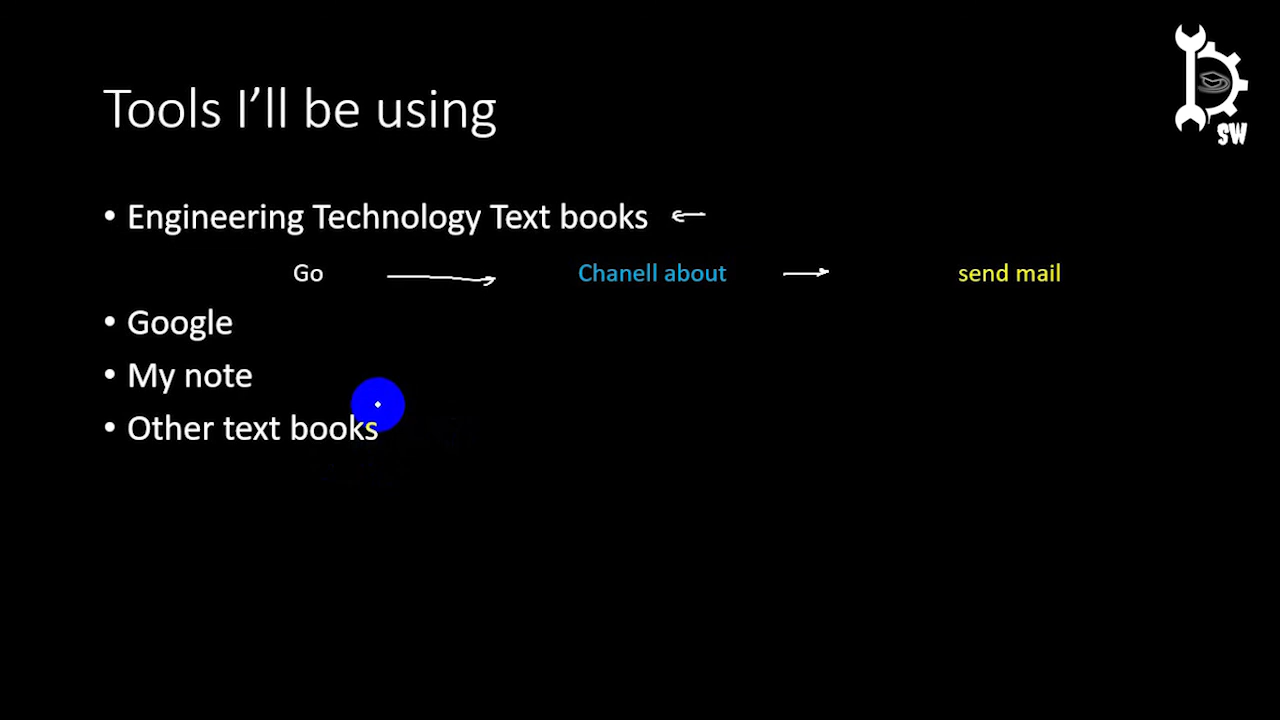 SW
Tools I'll be using
• Engineering Technology Text books
Go Chanell about send mail
• Google
• My note
• Other text books